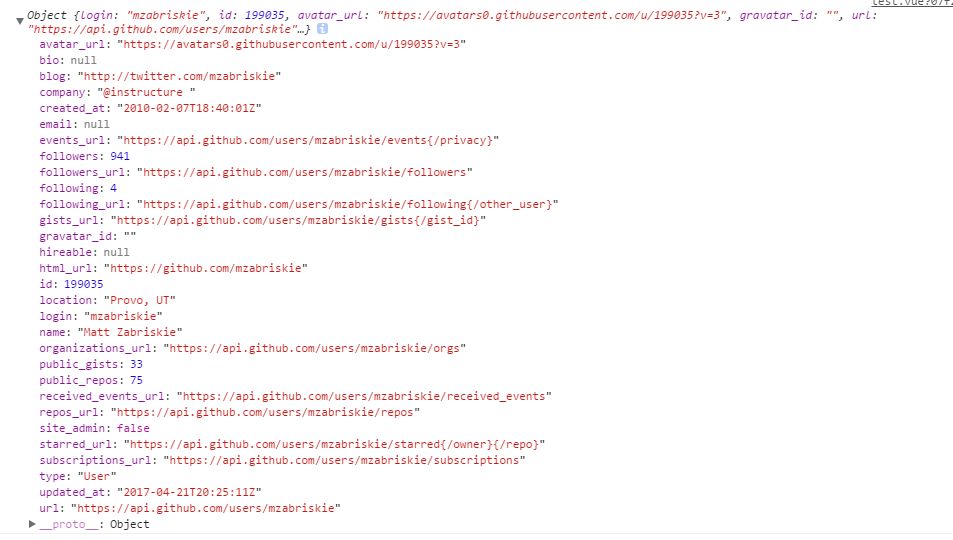 Object {login: "mzabriskie", id: 199035, avatar_url: "https://avatars0.githubusercontent.com/u/199035?v=3", gravatar_id: "", url:
"https://api.github.com/users/mzabriskie"…} i
avatar_url: "https://avatars0.githubusercontent.com/u/199035?v=3"
bio: null
blog: "http://twitter.com/mzabriskie"
company: "@instructure "
created_at: "2010-02-07T18:40:01Z"
email: null
events_url: "https://api.github.com/users/mzabriskie/events{/privacy}"
followers: 941
followers_url: "https://api.github.com/users/mzabriskie/followers"
following: 4
following_url: "https://api.github.com/users/mzabriskie/following{/other_user}"
gists_url: "https://api.github.com/users/mzabriskie/gists{/gist_id}"
gravatar_id: ""
hireable: null
html_url: "https://github.com/mzabriskie"
id: 199035
location: "Provo, UT"
login: "mzabriskie"
name: "Matt Zabriskie"
organizations_url: "https://api.github.com/users/mzabriskie/orgs"
public_gists: 33
public_repos: 75
received_events_url: "https://api.github.com/users/mzabriskie/received_events"
repos_url: "https://api.github.com/users/mzabriskie/repos"
site_admin: false
starred_url: "https://api.github.com/users/mzabriskie/starred{/owner}{/repo}"
subscriptions_url: "https://api.github.com/users/mzabriskie/subscriptions"
type: "User"
updated_at: "2017-04-21T20:25:11Z"
url: "https://api.github.com/users/mzabriskie"
__proto__: Object